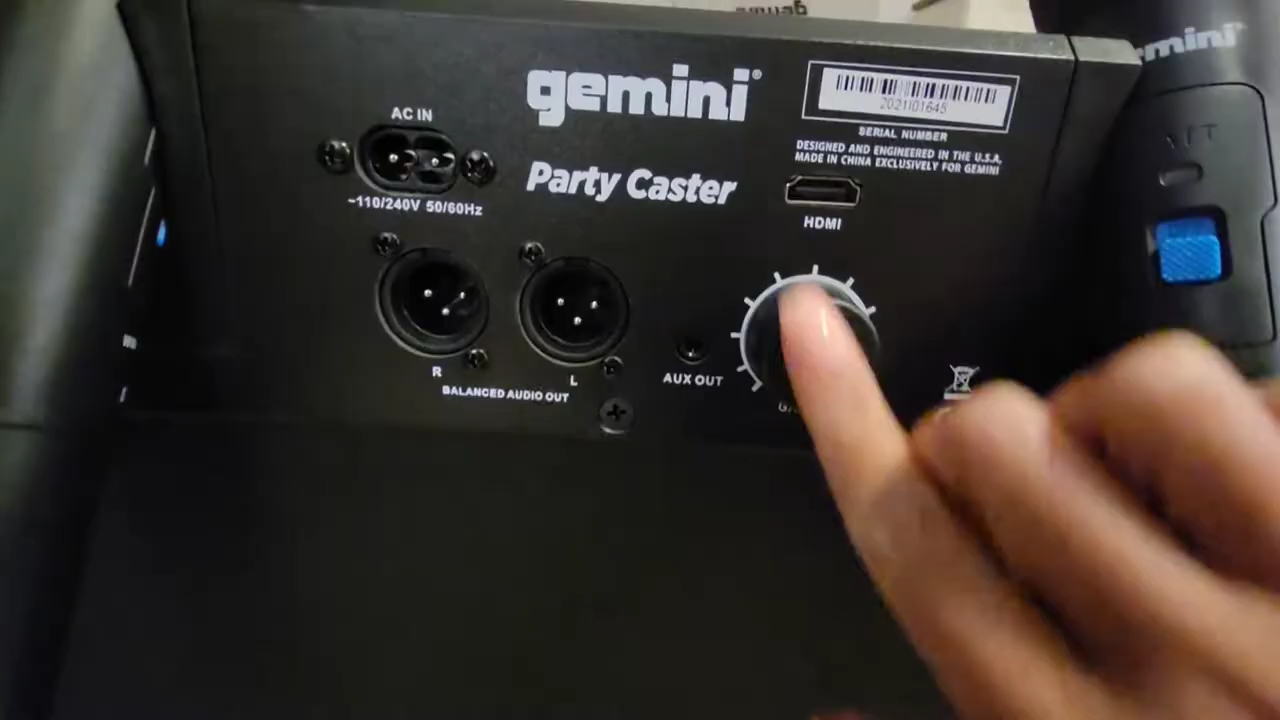 gemini®
AC IN
~110/240V 50/60Hz
Party Caster
2021I01645
SERIAL NUMBER
DESIGNED AND ENGINEERED IN THE U.S.A.
MADE IN CHINA EXCLUSIVELY FOR GEMINI
HDMI
R
L
BALANCED AUDIO OUT
AUX OUT